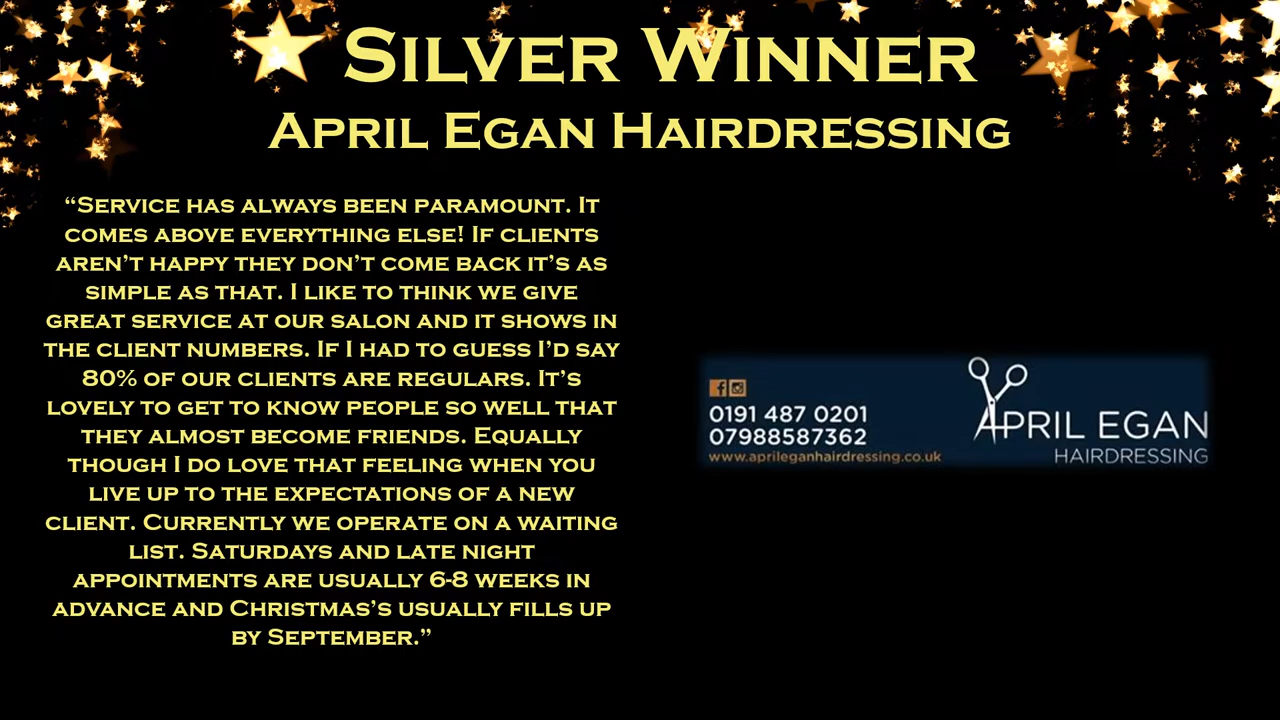 Silver Winner
April Egan Hairdressing
“Service has always been paramount. It
comes above everything else! If clients
aren’t happy they don’t come back it’s as
simple as that. I like to think we give
great service at our salon and it shows in
the client numbers. If I had to guess I’d say
80% of our clients are regulars. It’s
lovely to get to know people so well that
they almost become friends. Equally
though I do love that feeling when you
live up to the expectations of a new
client. Currently we operate on a waiting
list. Saturdays and late night
appointments are usually 6-8 weeks in
advance and Christmas’s usually fills up
by September.”
0191 487 0201
07988587362
www.aprileganhairdressing.co.uk
APRIL EGAN
HAIRDRESSING